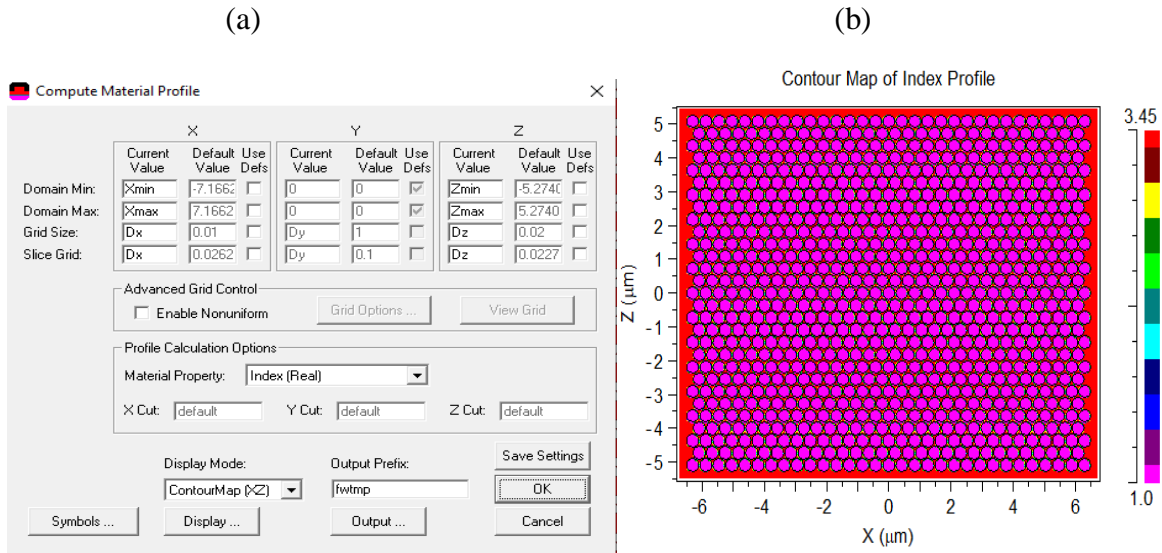 (a)
(b)
Compute Material Profile
X Y Z
Current Value Default Value Use Defs Current Value Default Value Use Defs Current Value Default Value Use Defs
Domain Min: Xmin -7.1662 0 0 Zmin -5.2740
Domain Max: Xmax 7.1662 0 0 Zmax 5.2740
Grid Size: Dx 0.01 Dy 1 Dz 0.02
Slice Grid: Dx 0.0262 Dy 0.1 Dz 0.0227
Advanced Grid Control
Enable Nonuniform Grid Options ... View Grid
Profile Calculation Options
Material Property: Index (Real)
X Cut: default Y Cut: default Z Cut: default
Display Mode: Output Prefix: Save Settings
ContourMap (XZ) fwtmp OK
Symbols ... Display ... Output ... Cancel
Contour Map of Index Profile
3.45
5
4
3
2
1
0
-1
-2
-3
-4
-5
Z (μm)
1.0
-6 -4 -2 0 2 4 6
X (μm)